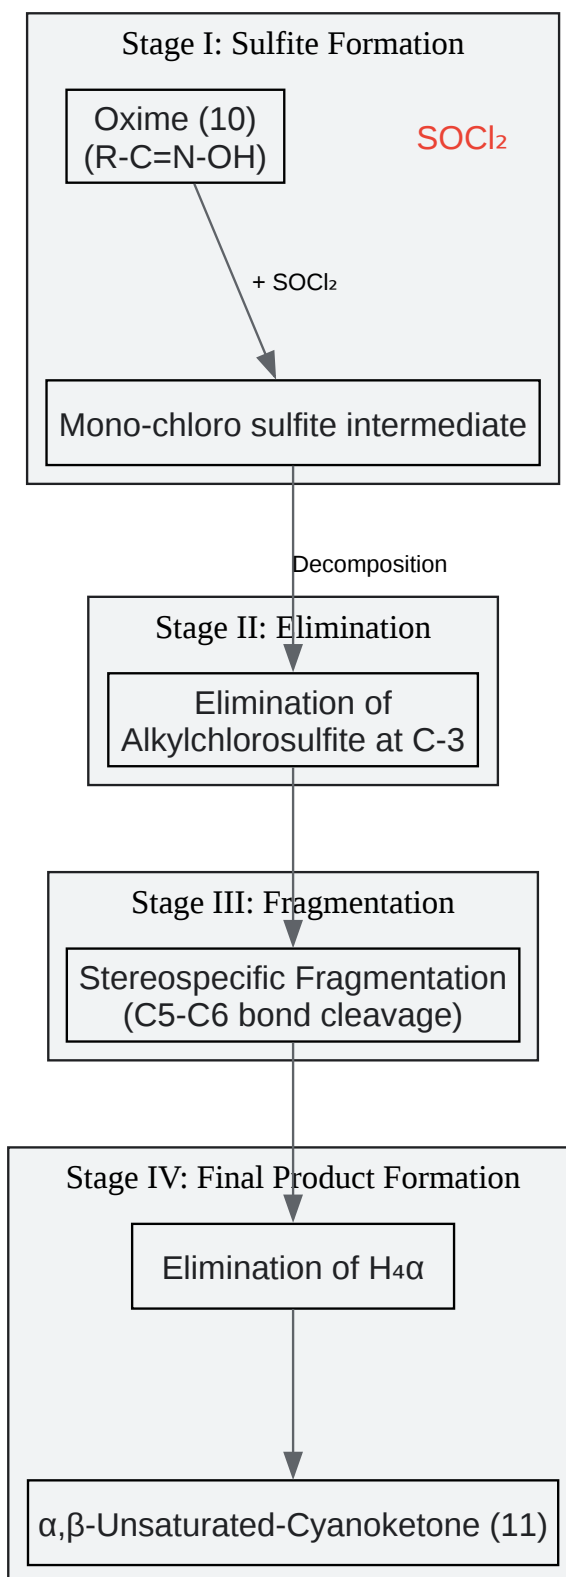 Stage I: Sulfite Formation
Oxime (10)
(R-C=N-OH)
SOCl₂
+ SOCl₂
Mono-chloro sulfite intermediate
Decomposition
Stage II: Elimination
Elimination of
Alkylchlorosulfite at C-3
Stage III: Fragmentation
Stereospecific Fragmentation
(C5-C6 bond cleavage)
Stage IV: Final Product Formation
Elimination of H₄α
α,β-Unsaturated-Cyanoketone (11)